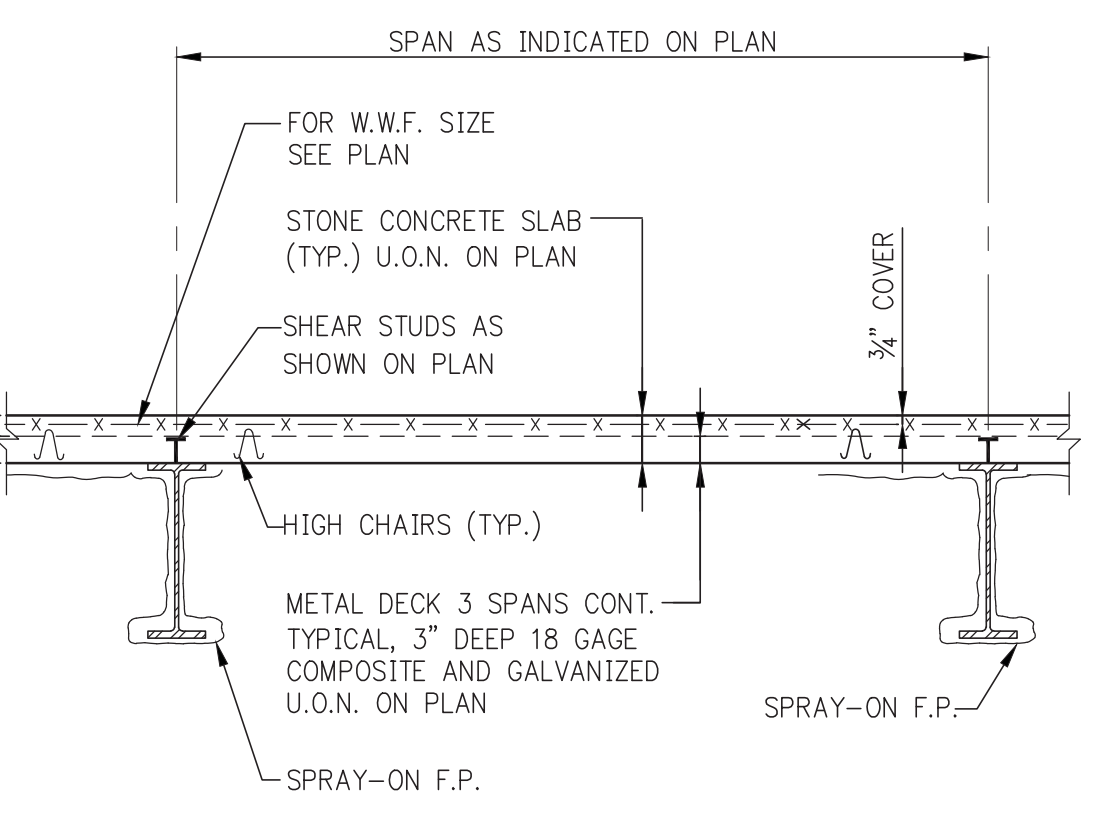 SPAN AS INDICATED ON PLAN
FOR W.W.F. SIZE
SEE PLAN
STONE CONCRETE SLAB
(TYP.) U.O.N. ON PLAN
3/4" COVER
SHEAR STUDS AS
SHOWN ON PLAN
HIGH CHAIRS (TYP.)
METAL DECK 3 SPANS CONT.
TYPICAL, 3" DEEP 18 GAGE
COMPOSITE AND GALVANIZED
U.O.N. ON PLAN
SPRAY-ON F.P.
SPRAY-ON F.P.